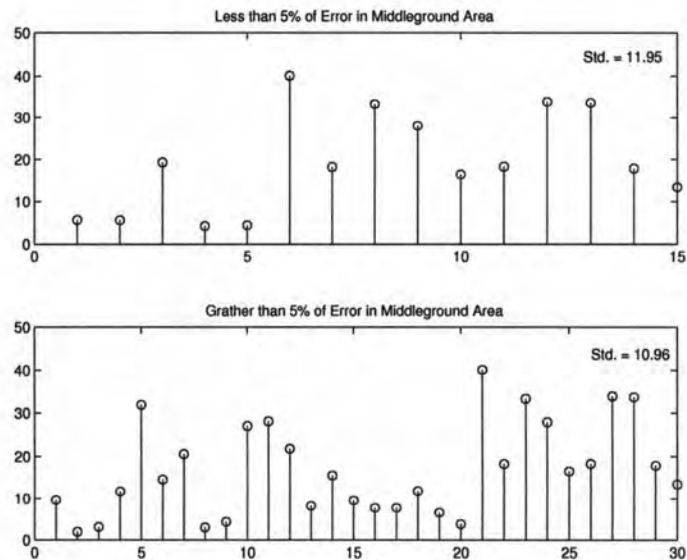 Less than 5% of Error in Middleground Area
50
Std. = 11.95
40
30
20
10
0
0 5 10 15
Grather than 5% of Error in Middleground Area
50
Std. = 10.96
40
30
20
10
0
0 5 10 15 20 25 30